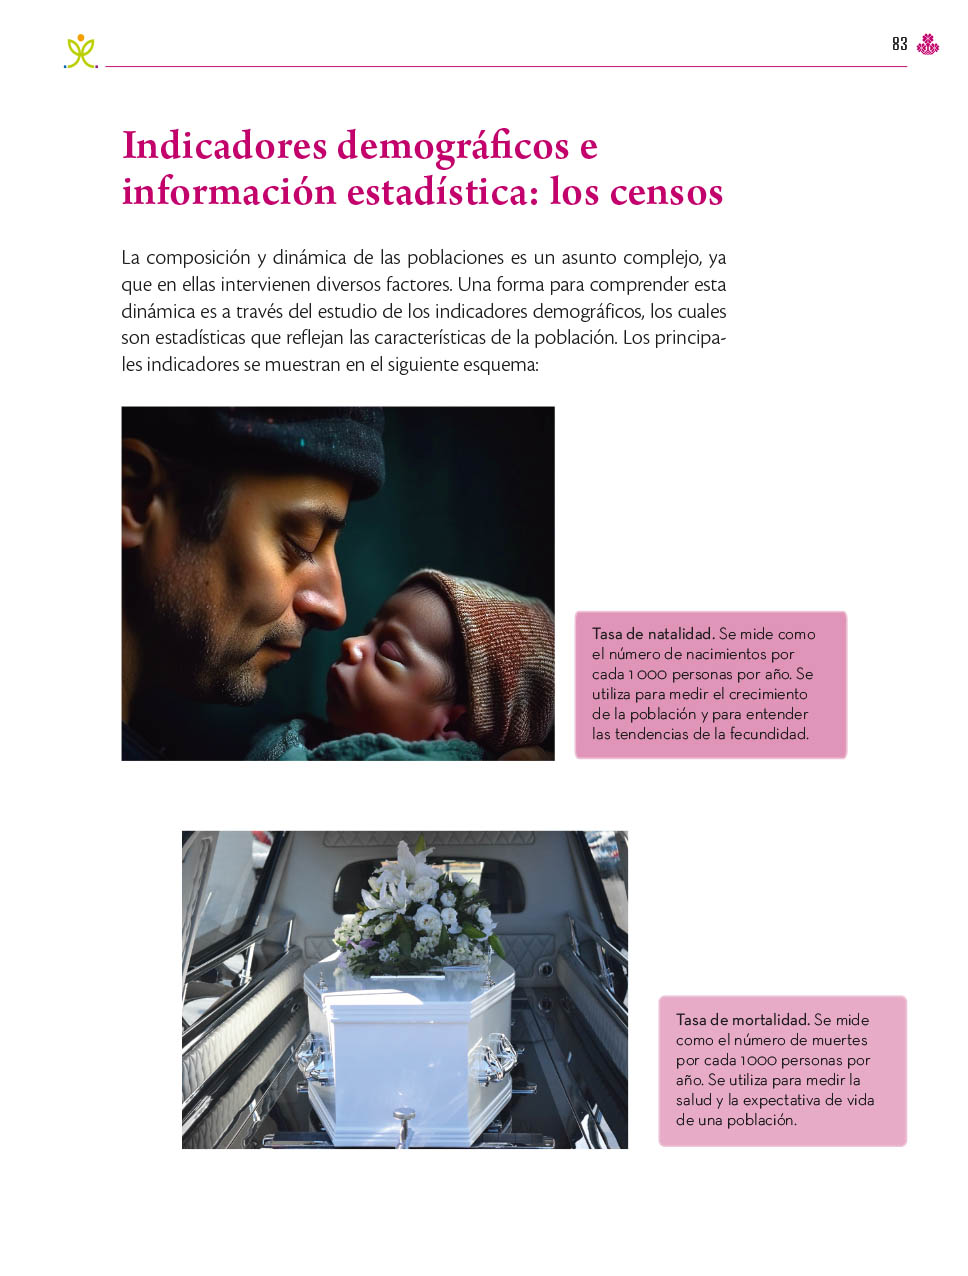 83
Indicadores demográficos e
información estadística: los censos
La composición y dinámica de las poblaciones es un asunto complejo, ya
que en ellas intervienen diversos factores. Una forma para comprender esta
dinámica es a través del estudio de los indicadores demográficos, los cuales
son estadísticas que reflejan las características de la población. Los principa-
les indicadores se muestran en el siguiente esquema:
Tasa de natalidad. Se mide como
el número de nacimientos por
cada 1 000 personas por año. Se
utiliza para medir el crecimiento
de la población y para entender
las tendencias de la fecundidad.
Tasa de mortalidad. Se mide
como el número de muertes
por cada 1000 personas por
año. Se utiliza para medir la
salud y la expectativa de vida
de una población.